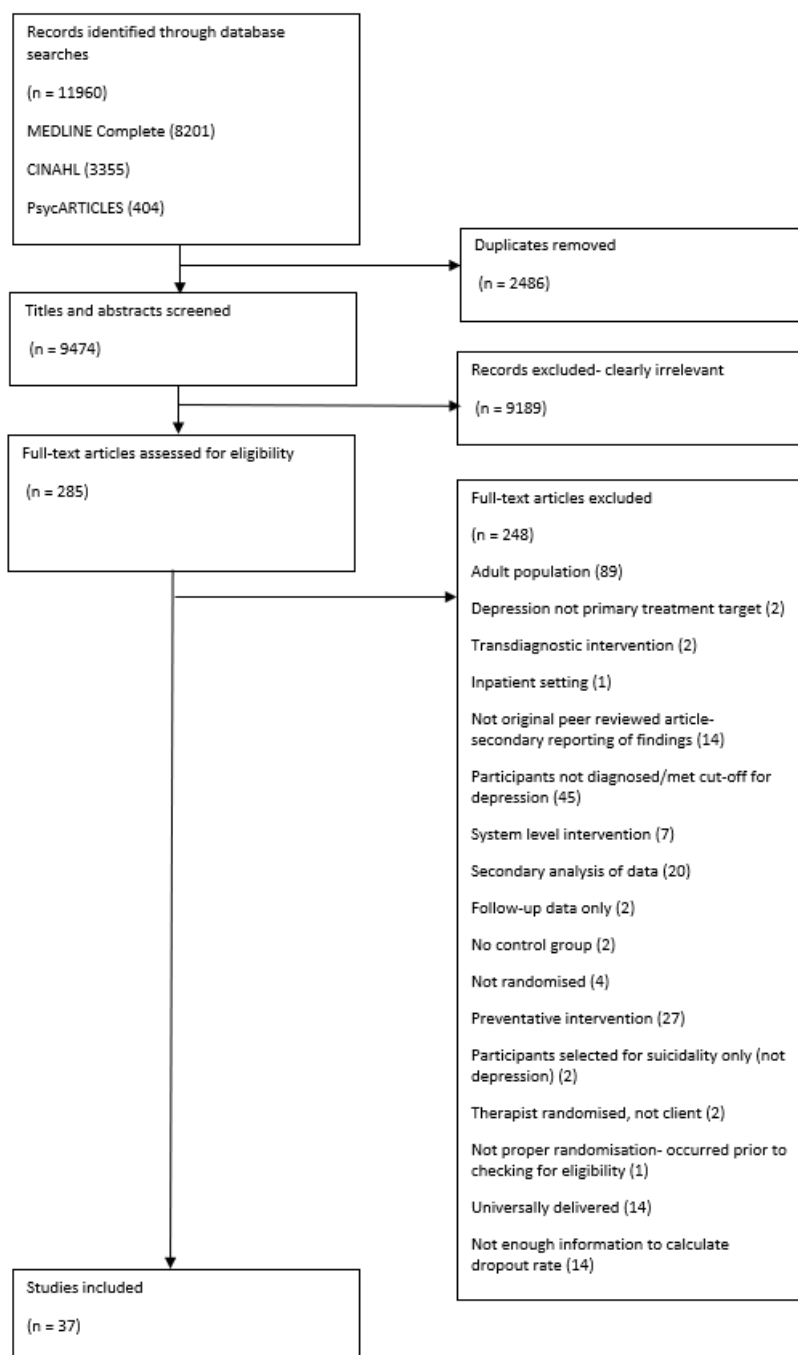 Records identified through database
searches
(n = 11960)
MEDLINE Complete (8201)
CINAHL (3355)
PsycARTICLES (404)
Duplicates removed
(n = 2486)
Titles and abstracts screened
(n = 9474)
Records excluded- clearly irrelevant
(n = 9189)
Full-text articles assessed for eligibility
(n = 285)
Full-text articles excluded
(n = 248)
Adult population (89)
Depression not primary treatment target (2)
Transdiagnostic intervention (2)
Inpatient setting (1)
Not original peer reviewed article-
secondary reporting of findings (14)
Participants not diagnosed/met cut-off for
depression (45)
System level intervention (7)
Secondary analysis of data (20)
Follow-up data only (2)
No control group (2)
Not randomised (4)
Preventative intervention (27)
Participants selected for suicidality only (not
depression) (2)
Therapist randomised, not client (2)
Not proper randomisation- occurred prior to
checking for eligibility (1)
Universally delivered (14)
Not enough information to calculate
dropout rate (14)
Studies included
(n = 37)